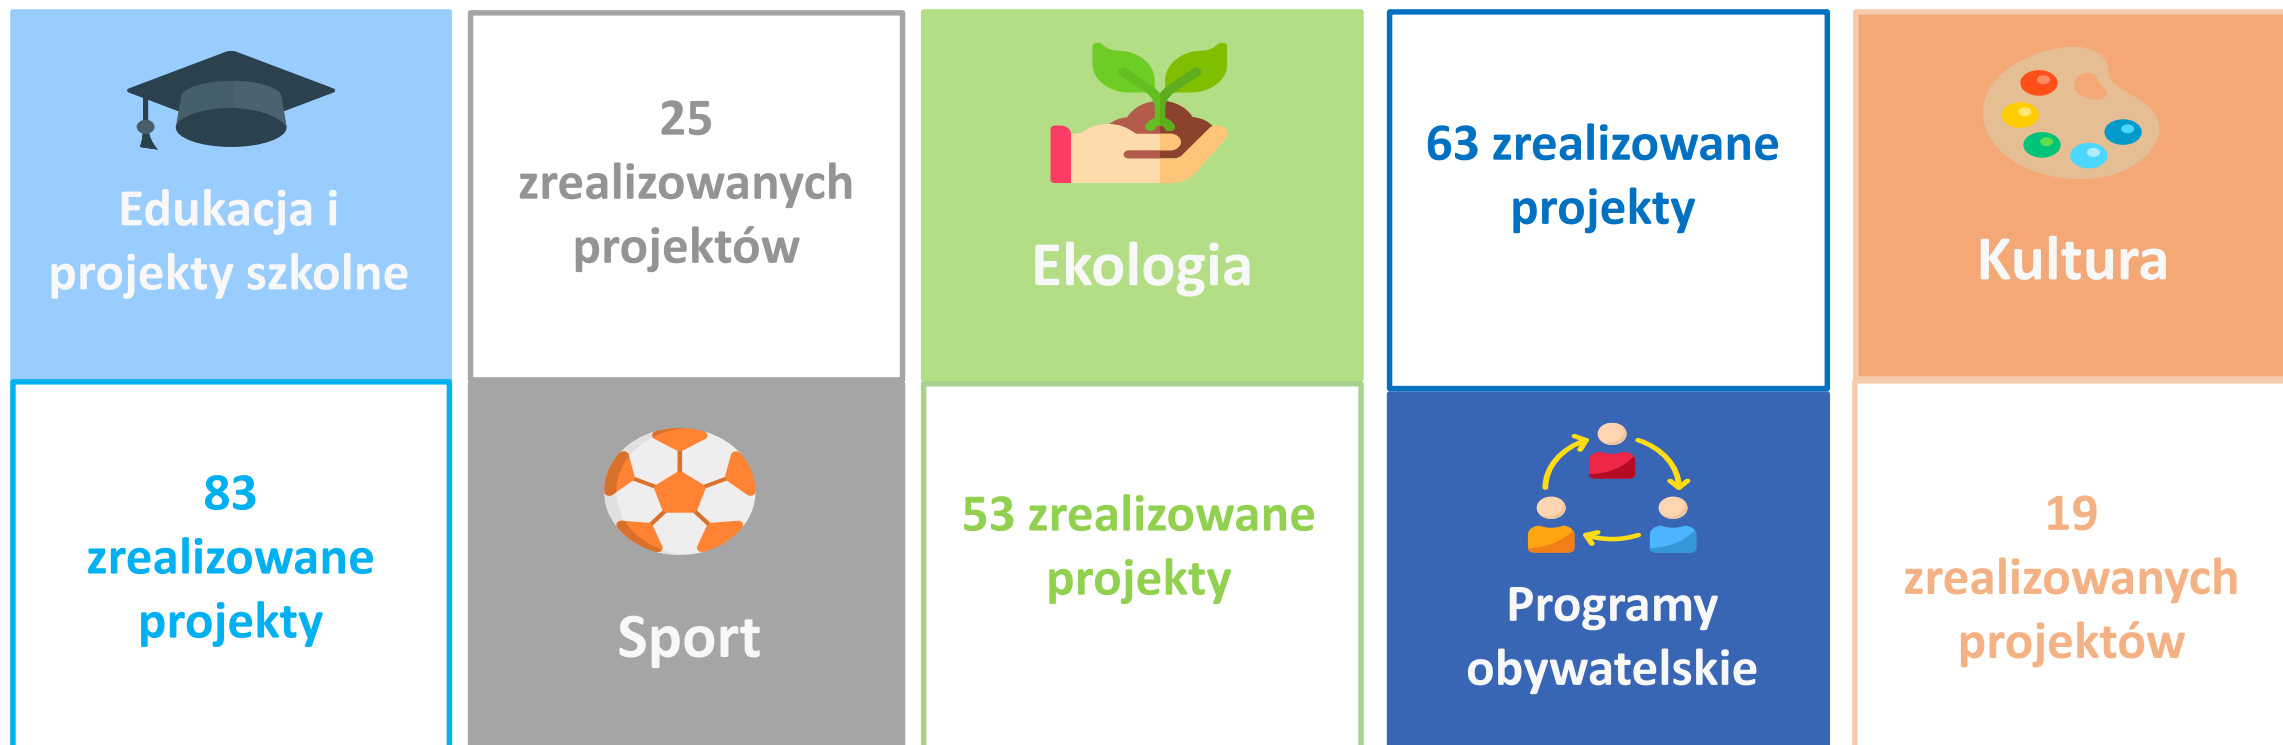 Edukacja i
projekty szkolne
83
zrealizowane
projekty
25
zrealizowanych
projektów
Sport
Ekologia
53 zrealizowane
projekty
63 zrealizowane
projekty
Programy
obywatelskie
Kultura
19
zrealizowanych
projektów